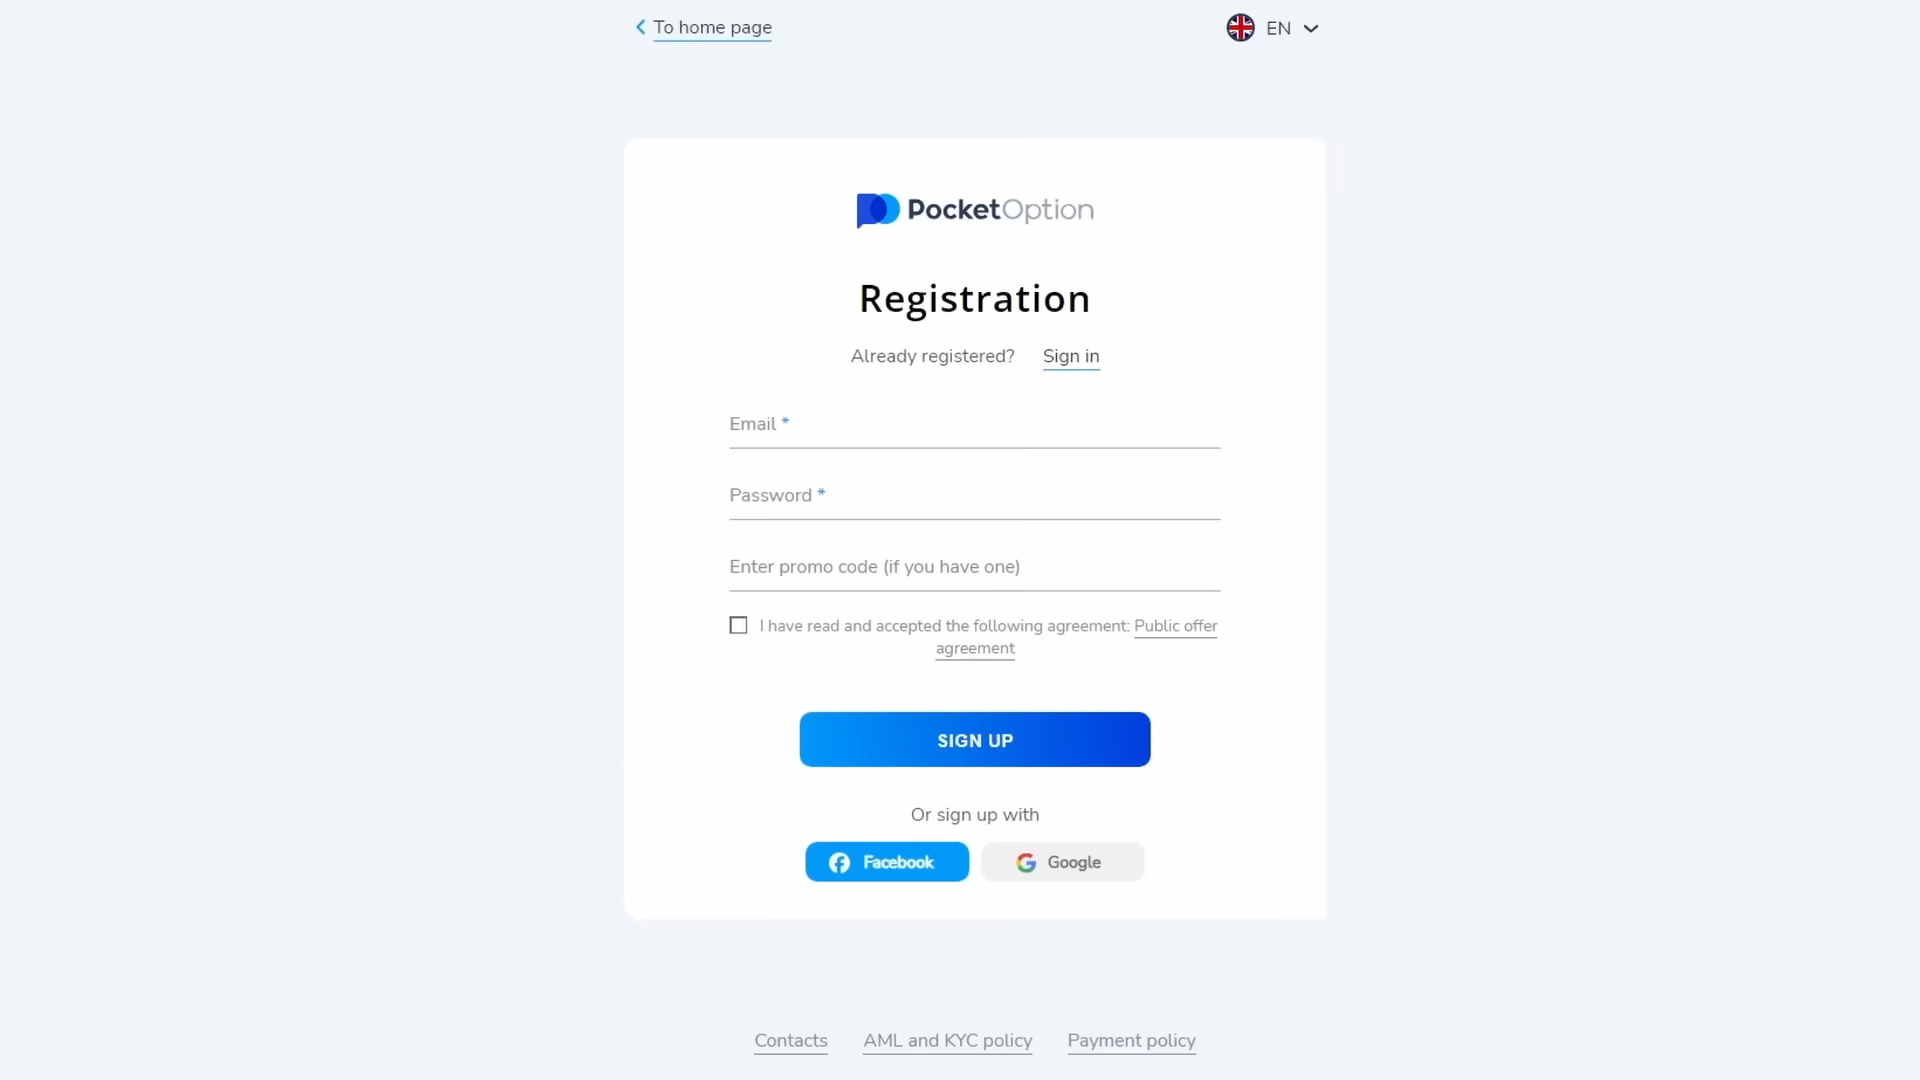 To home page
EN
PocketOption
Registration
Already registered? Sign in
Email *
Password *
Enter promo code (if you have one)
I have read and accepted the following agreement: Public offer
agreement
SIGN UP
Or sign up with
Facebook Google
Contacts AML and KYC policy Payment policy